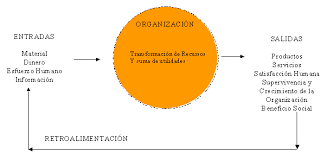 ORGANIZACIÓN
ENTRADAS
Material
Dinero
Esfuerzo Humano
Información
Transformación de Recursos
Y suma de utilidades
SALIDAS
Productos
Servicios
Satisfacción Humana
Supervivencia y
Crecimiento de la
Organización
Beneficio Social
RETROALIMENTACIÓN